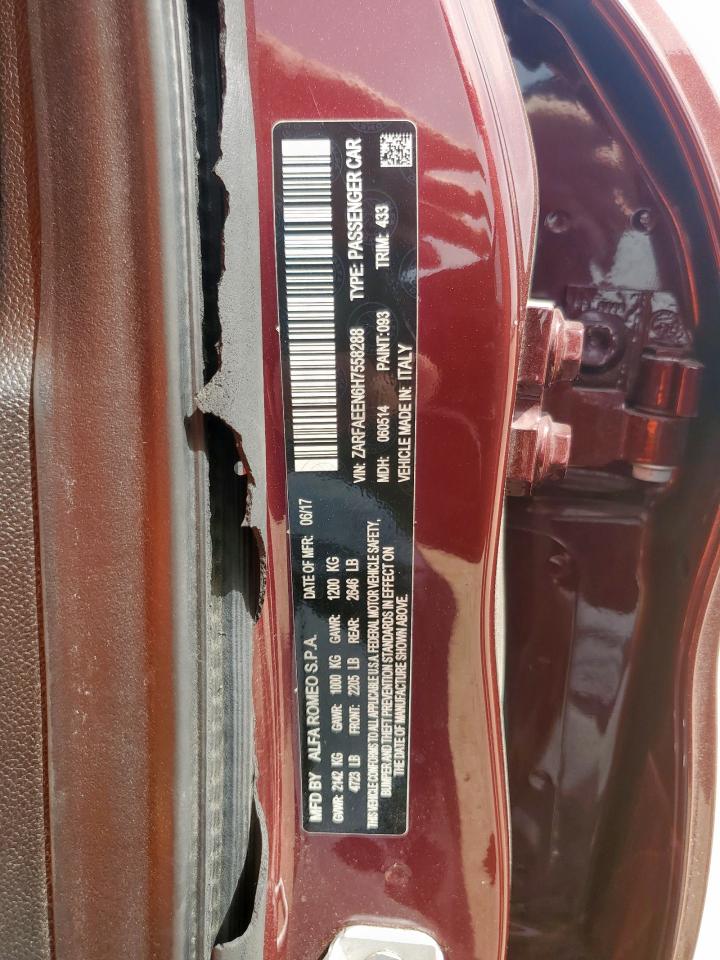 MFD BY ALFA ROMEO S.P.A. DATE OF MFR: 06/17
GVWR: 2142 KG GAWR: 1000 KG GAWR: 1200 KG
4723 LB FRONT: 2205 LB REAR: 2646 LB
THIS VEHICLE CONFORMS TO ALL APPLICABLE U.S.A. FEDERAL MOTOR VEHICLE SAFETY,
BUMPER AND THEFT PREVENTION STANDARDS IN EFFECT ON
THE DATE OF MANUFACTURE SHOWN ABOVE.
VIN: ZARFAEEN6H7558288 TYPE: PASSENGER CAR
MDH: 060514 PAINT: 093 TRIM: 433
VEHICLE MADE IN: ITALY